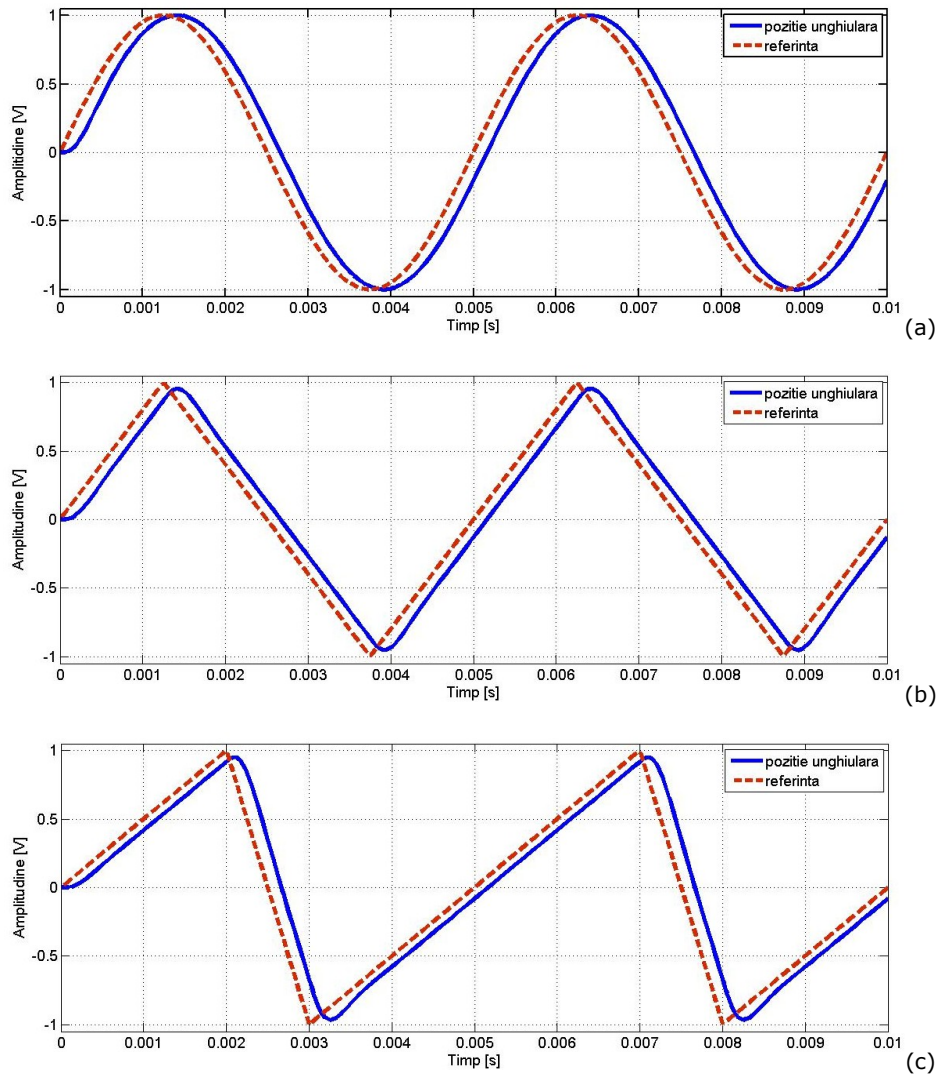 1
0.5
0
-0.5
-1
Amplitidine [V]
pozitie unghiulara
referinta
0 0.001 0.002 0.003 0.004 0.005 0.006 0.007 0.008 0.009 0.01
Timp [s]
(a)
1
0.5
0
-0.5
-1
Amplitudine [V]
pozitie unghiulara
referinta
0 0.001 0.002 0.003 0.004 0.005 0.006 0.007 0.008 0.009 0.01
Timp [s]
(b)
1
0.5
0
-0.5
-1
Amplitudine [V]
pozitie unghiulara
referinta
0 0.001 0.002 0.003 0.004 0.005 0.006 0.007 0.008 0.009 0.01
Timp [s]
(c)